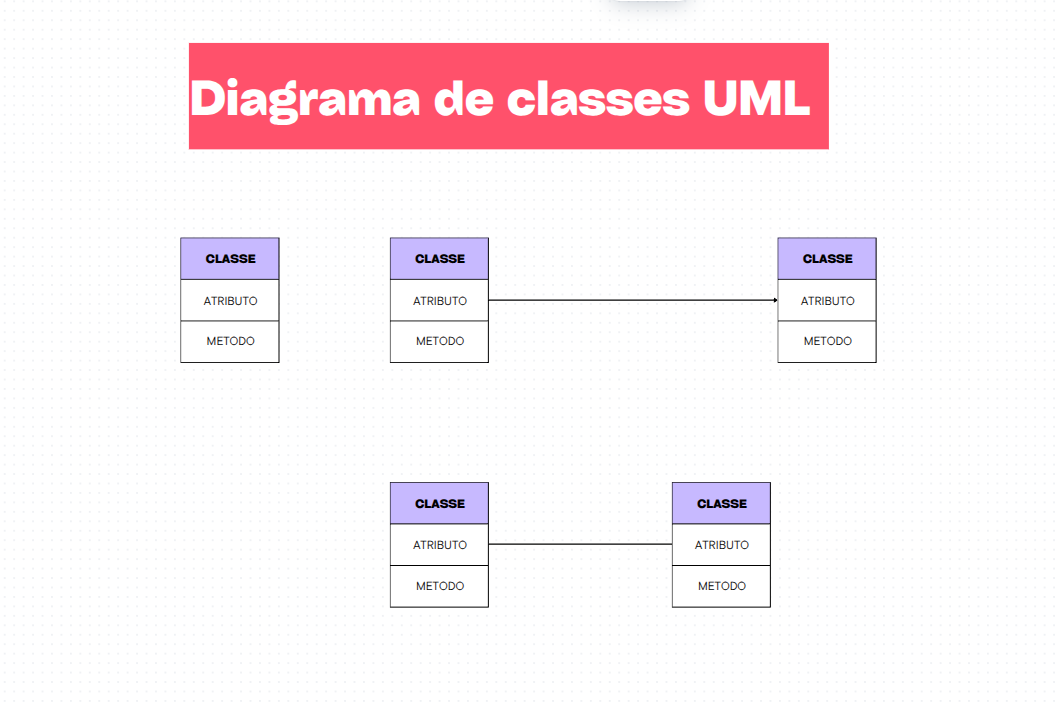 Diagrama de classes UML
CLASSE
ATRIBUTO
METODO
CLASSE
ATRIBUTO
METODO
CLASSE
ATRIBUTO
METODO
CLASSE
ATRIBUTO
METODO
CLASSE
ATRIBUTO
METODO